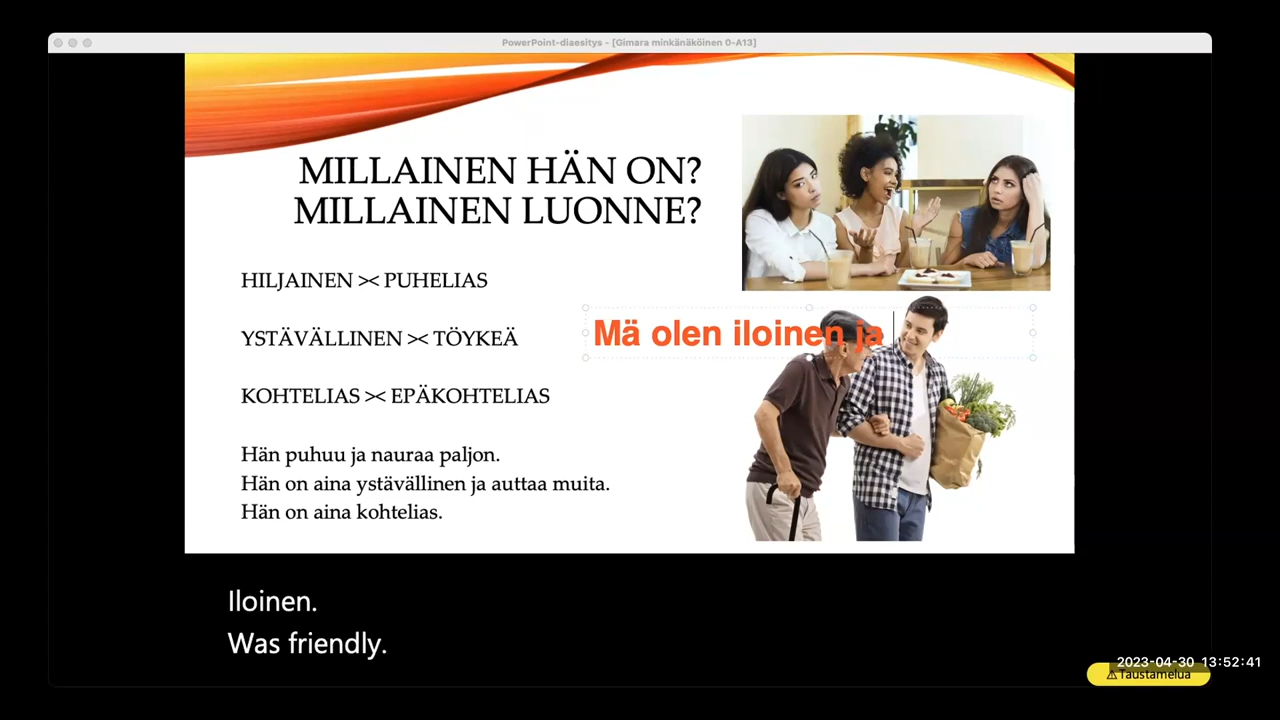 PowerPoint-diaesitys - [Gimara minkänäköinen 0-A13]
MILLAINEN HÄN ON?
MILLAINEN LUONNE?
HILJAINEN >< PUHELIAS
YSTÄVÄLLINEN >< TÖYKEÄ
Mä olen iloinen ja
KOHTELIAS >< EPÄKOHTELIAS
Hän puhuu ja nauraa paljon.
Hän on aina ystävällinen ja auttaa muita.
Hän on aina kohtelias.
Iloinen.
Was friendly.
2023-04-30 13:52:41
⚠Taustamelua